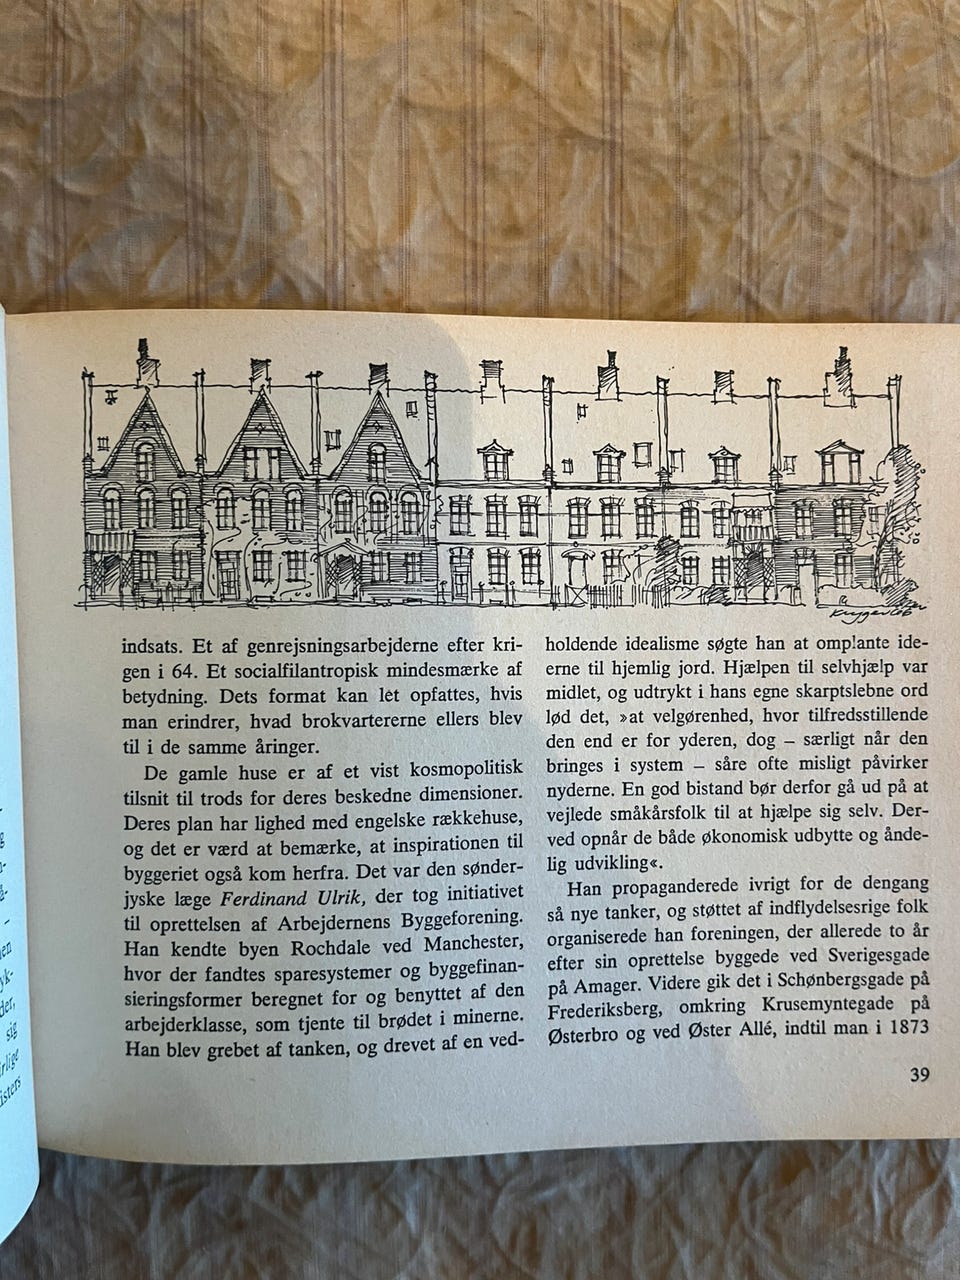 indsats. Et af genrejsningsarbejderne efter kri-
gen i 64. Et socialfilantropisk mindesmærke af
betydning. Dets format kan let opfattes, hvis
man erindrer, hvad brokvartererne ellers blev
til i de samme åringer.
De gamle huse er af et vist kosmopolitisk
tilsnit til trods for deres beskedne dimensioner.
Deres plan har lighed med engelske rækkehuse,
og det er værd at bemærke, at inspirationen til
byggeriet også kom herfra. Det var den sønder-
jyske læge Ferdinand Ulrik, der tog initiativet
til oprettelsen af Arbejdernes Byggeforening.
Han kendte byen Rochdale ved Manchester,
hvor der fandtes sparesystemer og byggefinan-
sieringsformer beregnet for og benyttet af den
arbejderklasse, som tjente til brødet i minerne.
Han blev grebet af tanken, og drevet af en ved-
holdende idealisme søgte han at omplante ide-
erne til hjemlig jord. Hjælpen til selvhjælp var
midlet, og udtrykt i hans egne skarptslebne ord
lød det, »at velgørenhed, hvor tilfredsstillende
den end er for yderen, dog – særligt når den
bringes i system – såre ofte misligt påvirker
nyderne. En god bistand bør derfor gå ud på at
vejlede småkårsfolk til at hjælpe sig selv. Der-
ved opnår de både økonomisk udbytte og ånde-
lig udvikling«.
Han propaganderede ivrigt for de dengang
så nye tanker, og støttet af indflydelsesrige folk
organiserede han foreningen, der allerede to år
efter sin oprettelse byggede ved Sverigesgade
på Amager. Videre gik det i Schønbergsgade på
Frederiksberg, omkring Krusemyntegade på
Østerbro og ved Øster Allé, indtil man i 1873
39